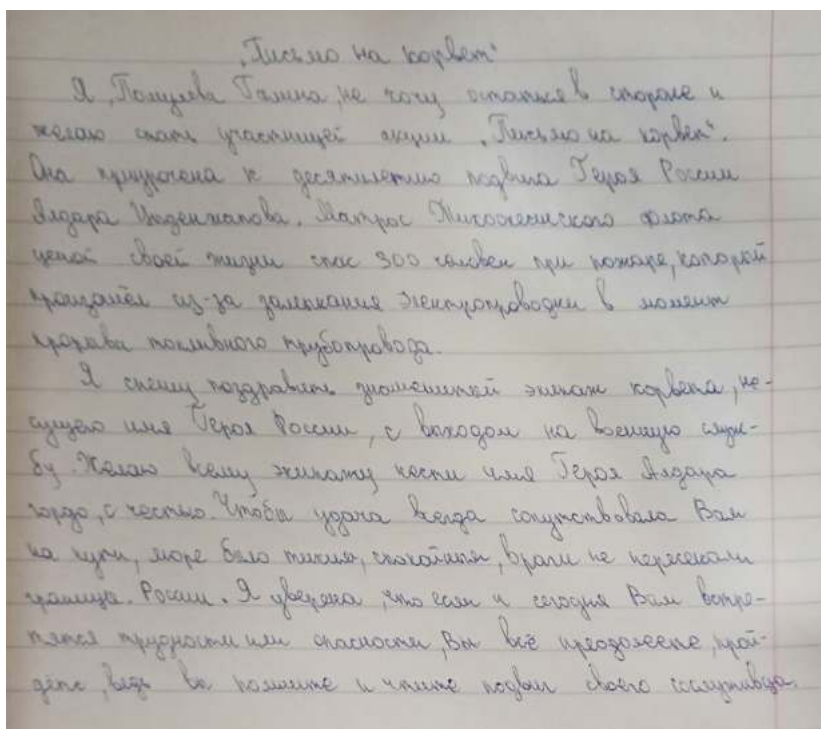 „Письмо на корвет"
Я, Полулева Галина, не хочу остаться в стороне и
желаю стать участницей акции „Письмо на корвет".
Она приурочена к десятилетию подвига Героя России
Алдара Цыденжапова. Матрос Тихоокеанского флота
ценой своей жизни спас 300 человек при пожаре, который
произошёл из-за замыкания электропроводки в момент
прорыва топливного трубопровода.
Я спешу поздравить знаменитый экипаж корвета, не-
сущего имя Героя России, с выходом на военную служ-
бу. Желаю всему экипажу нести имя Героя Алдара
гордо, с честью. Чтобы удача всегда сопутствовала Вам
на пути, море было тихим, спокойным, враги не пересекали
границы. России. Я уверена, что если и сегодня Вам встре-
тятся трудности или опасности, Вы всё преодолеете, прой-
дёте, ведь вы помните и чтите подвиг своего сослуживца.